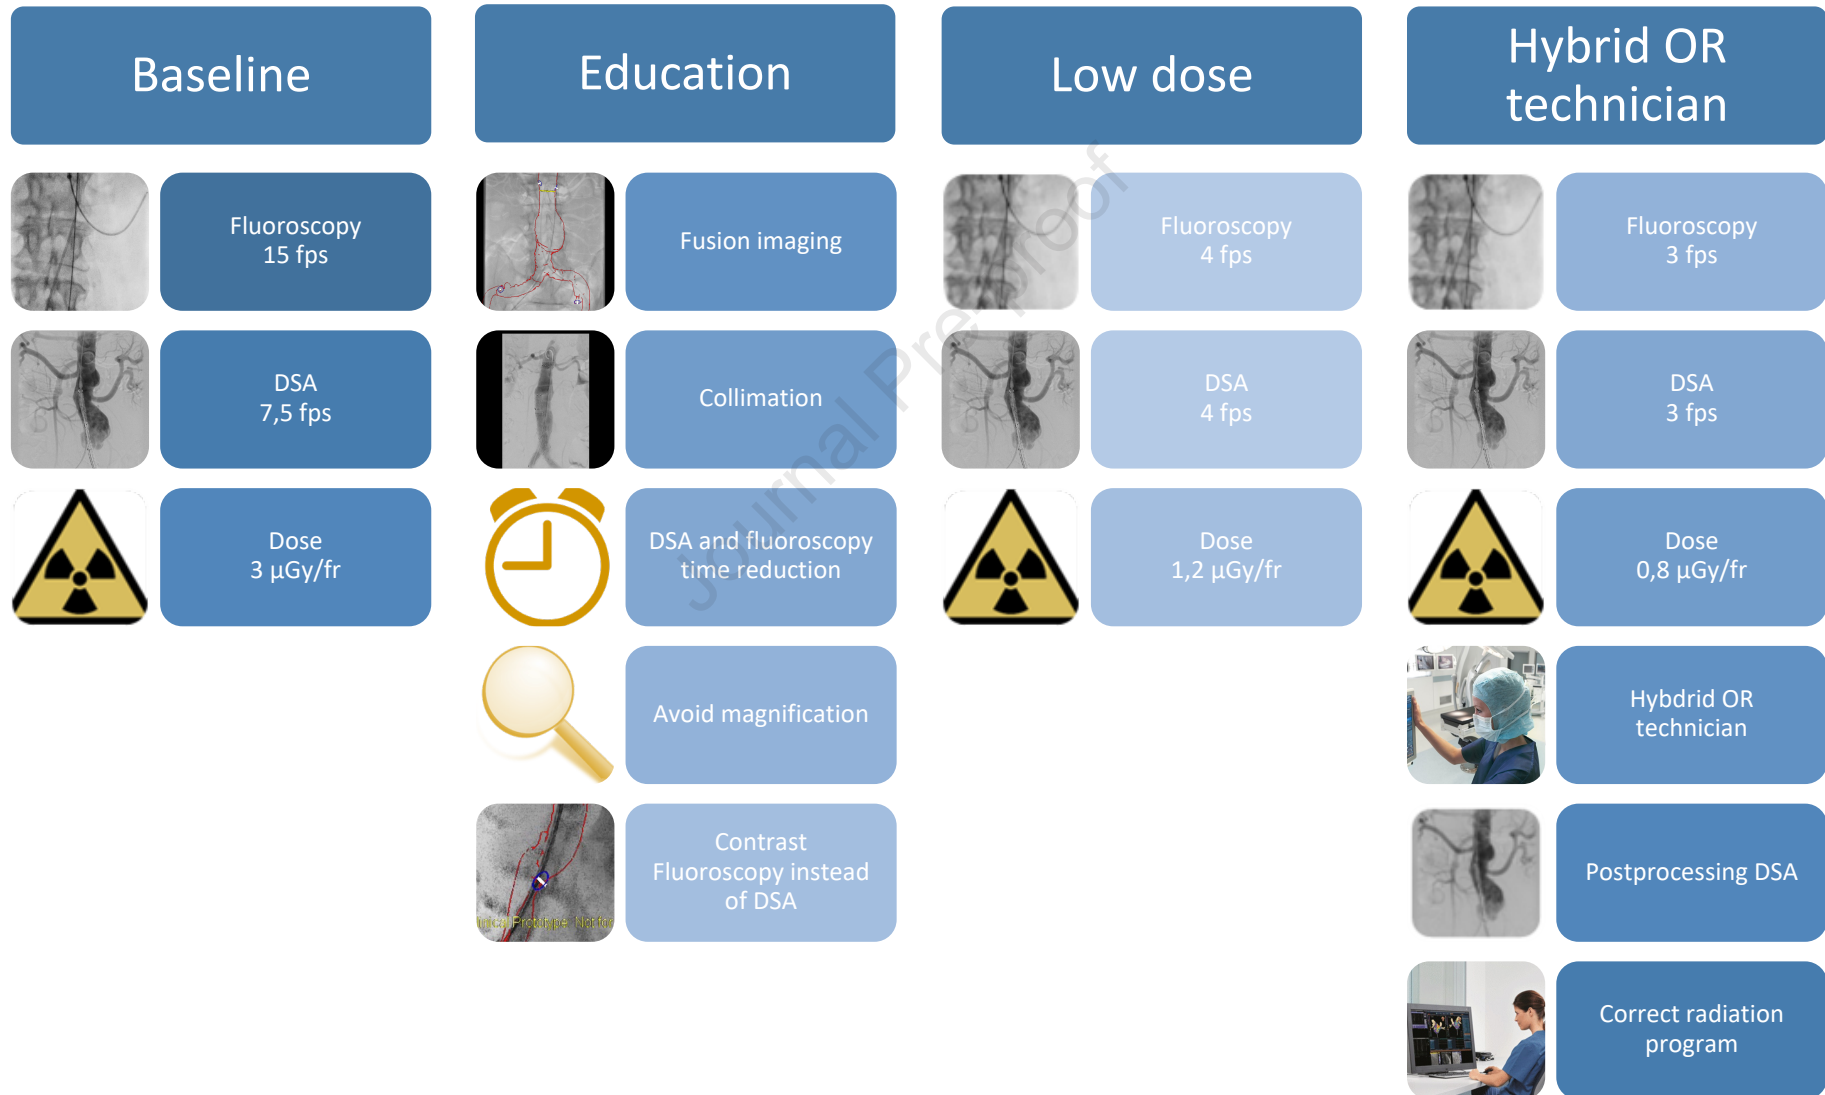 Baseline
Fluoroscopy
15 fps
DSA
7,5 fps
Dose
3 µGy/fr
Education
Fusion imaging
Collimation
DSA and fluoroscopy
time reduction
Avoid magnification
Contrast
Fluoroscopy instead
of DSA
Prototype Not for
Low dose
Fluoroscopy
4 fps
DSA
4 fps
Dose
1,2 µGy/fr
Hybrid OR
technician
Fluoroscopy
3 fps
DSA
3 fps
Dose
0,8 µGy/fr
Hybdrid OR
technician
Postprocessing DSA
Correct radiation
program
Journal Pre-proof